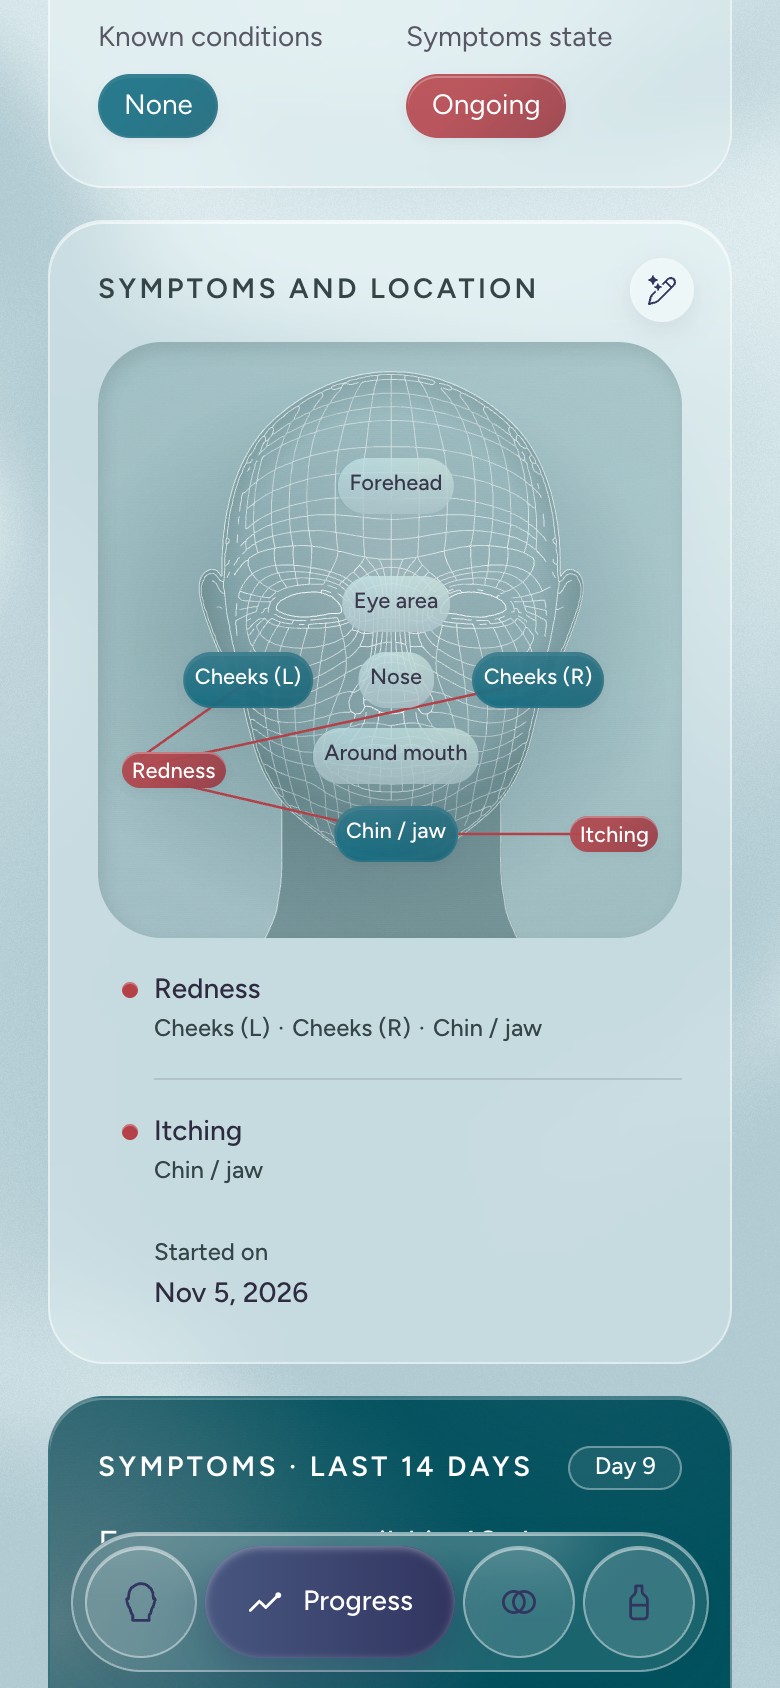 Known conditions
Symptoms state
None
Ongoing
SYMPTOMS AND LOCATION
Forehead
Eye area
Cheeks (L)
Nose
Cheeks (R)
Around mouth
Redness
Chin / jaw
Itching
Redness
Cheeks (L) · Cheeks (R) · Chin / jaw
Itching
Chin / jaw
Started on
Nov 5, 2026
SYMPTOMS · LAST 14 DAYS
Day 9
Progress